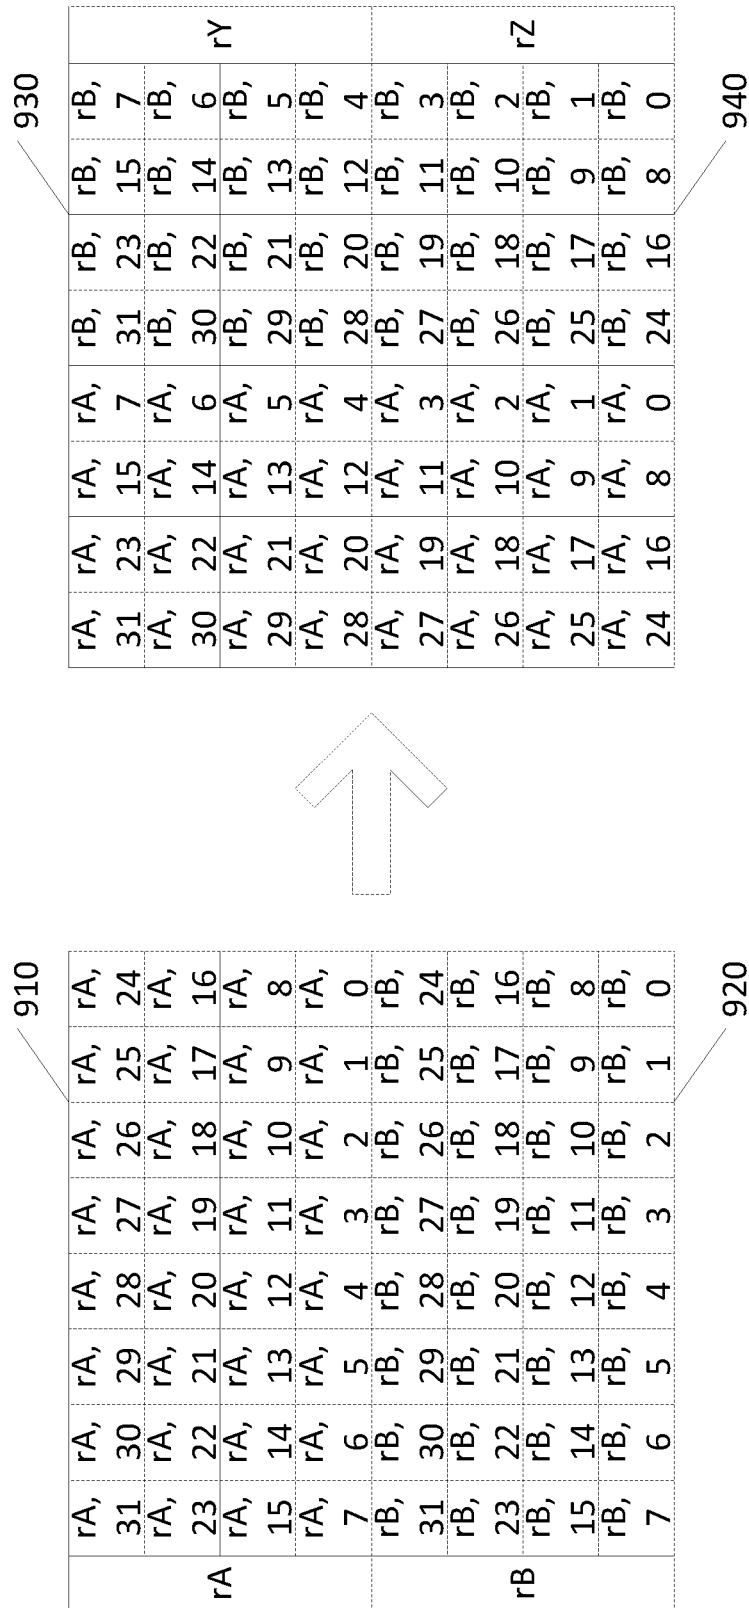 910 930
rA, rA, rA, rA, rA, rA, rA, rA, rA, rA, rA, rA, rB, rB, rB, rB,
31 30 29 28 27 26 25 24 31 23 15 7 31 23 15 7
rA, rA, rA, rA, rA, rA, rA, rA, rA, rA, rA, rA, rB, rB, rB, rB,
23 22 21 20 19 18 17 16 30 22 14 6 30 22 14 6
rA rY
rA, rA, rA, rA, rA, rA, rA, rA, rA, rA, rA, rA, rB, rB, rB, rB,
15 14 13 12 11 10 9 8 29 21 13 5 29 21 13 5
rA, rA, rA, rA, rA, rA, rA, rA, rA, rA, rA, rA, rB, rB, rB, rB,
7 6 5 4 3 2 1 0 28 20 12 4 28 20 12 4
rB, rB, rB, rB, rB, rB, rB, rB, rA, rA, rA, rA, rB, rB, rB, rB,
31 30 29 28 27 26 25 24 27 19 11 3 27 19 11 3
rB, rB, rB, rB, rB, rB, rB, rB, rA, rA, rA, rA, rB, rB, rB, rB,
23 22 21 20 19 18 17 16 26 18 10 2 26 18 10 2
rB rZ
rB, rB, rB, rB, rB, rB, rB, rB, rA, rA, rA, rA, rB, rB, rB, rB,
15 14 13 12 11 10 9 8 25 17 9 1 25 17 9 1
rB, rB, rB, rB, rB, rB, rB, rB, rA, rA, rA, rA, rB, rB, rB, rB,
7 6 5 4 3 2 1 0 24 16 8 0 24 16 8 0
920 940